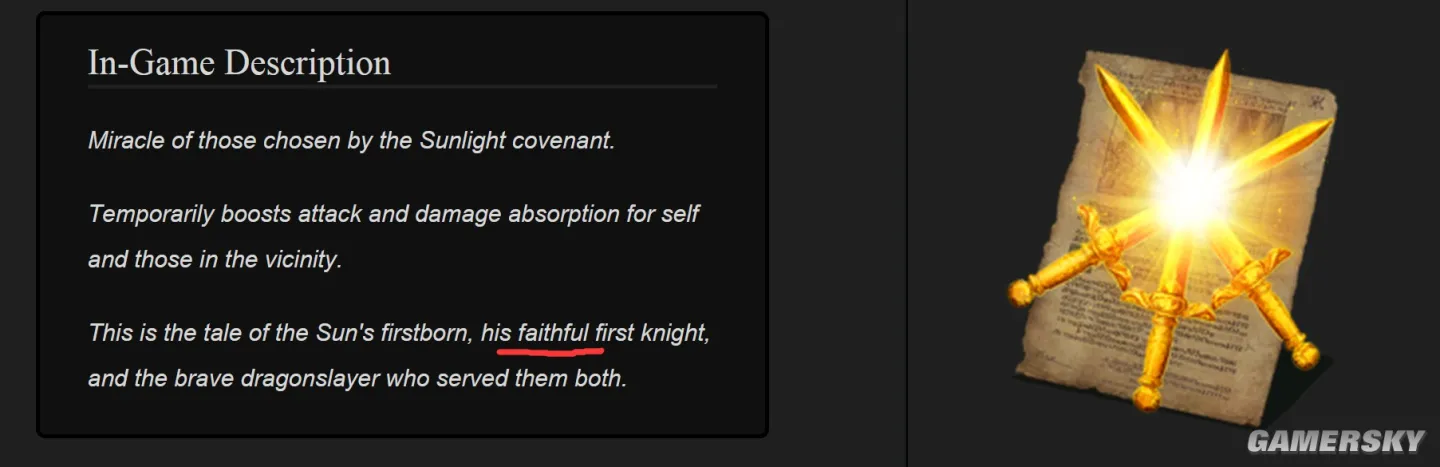 In-Game Description
Miracle of those chosen by the Sunlight covenant.
Temporarily boosts attack and damage absorption for self
and those in the vicinity.
This is the tale of the Sun's firstborn, his faithful first knight,
and the brave dragonslayer who served them both.
GAMERSKY